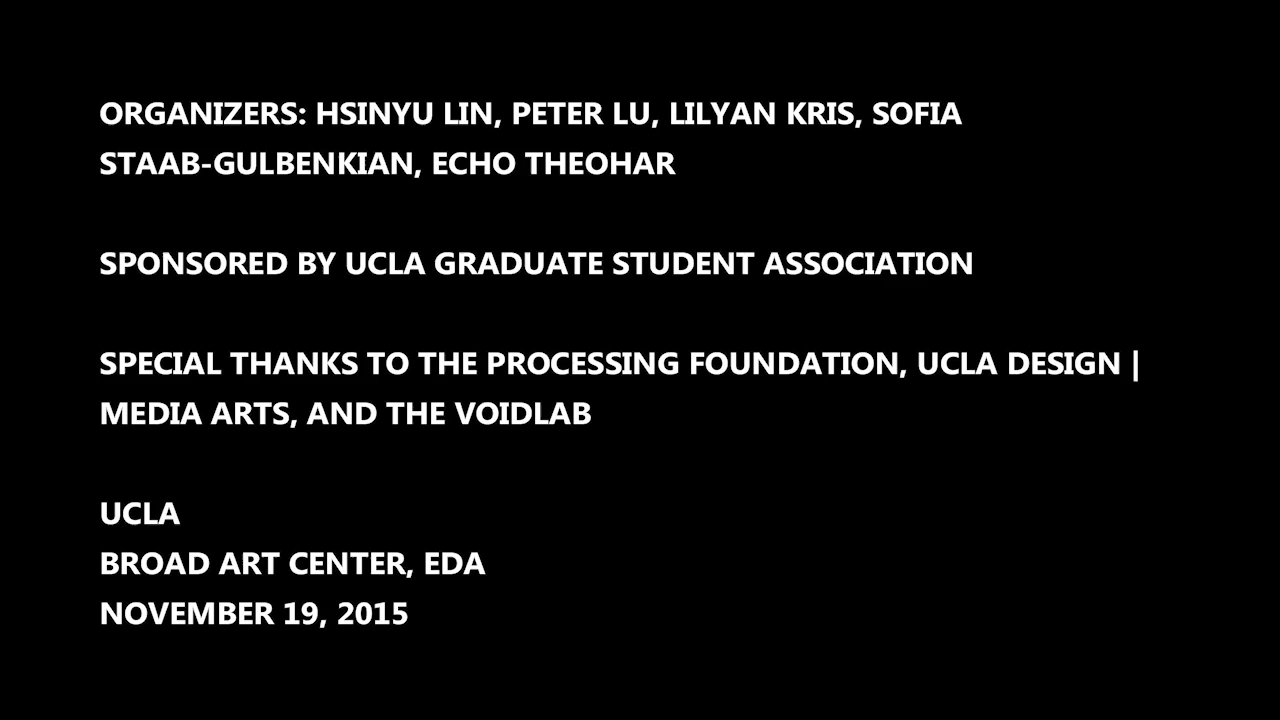 ORGANIZERS: HSINYU LIN, PETER LU, LILYAN KRIS, SOFIA
STAAB-GULBENKIAN, ECHO THEOHAR
SPONSORED BY UCLA GRADUATE STUDENT ASSOCIATION
SPECIAL THANKS TO THE PROCESSING FOUNDATION, UCLA DESIGN |
MEDIA ARTS, AND THE VOIDLAB
UCLA
BROAD ART CENTER, EDA
NOVEMBER 19, 2015